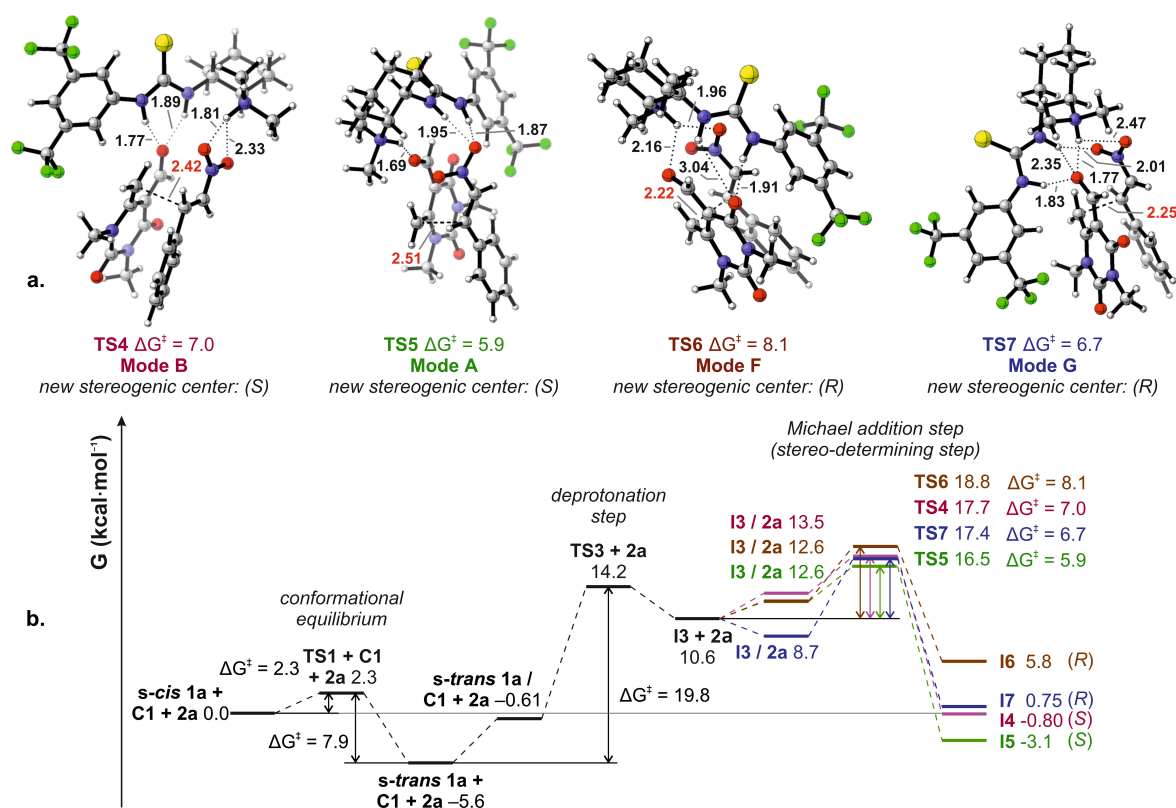 1.89
1.81
1.77
2.33
2.42
1.95
1.87
1.69
2.51
1.96
2.16
3.04
1.91
2.22
2.47
2.35
2.01
1.77
1.83
2.25
a.
TS4 ΔG‡ = 7.0
Mode B
new stereogenic center: (S)
TS5 ΔG‡ = 5.9
Mode A
new stereogenic center: (S)
TS6 ΔG‡ = 8.1
Mode F
new stereogenic center: (R)
TS7 ΔG‡ = 6.7
Mode G
new stereogenic center: (R)
b.
G (kcal·mol⁻¹)
Michael addition step
(stereo-determining step)
TS6 18.8 ΔG‡ = 8.1
TS4 17.7 ΔG‡ = 7.0
TS7 17.4 ΔG‡ = 6.7
TS5 16.5 ΔG‡ = 5.9
deprotonation
step
TS3 + 2a
14.2
I3 / 2a 13.5
I3 / 2a 12.6
I3 / 2a 12.6
I3 + 2a
10.6
I3 / 2a 8.7
conformational
equilibrium
TS1 + C1
+ 2a 2.3
ΔG‡ = 2.3
s-cis 1a +
C1 + 2a 0.0
ΔG‡ = 7.9
s-trans 1a /
C1 + 2a –0.61
ΔG‡ = 19.8
s-trans 1a +
C1 + 2a –5.6
I6 5.8 (R)
I7 0.75 (R)
I4 -0.80 (S)
I5 -3.1 (S)